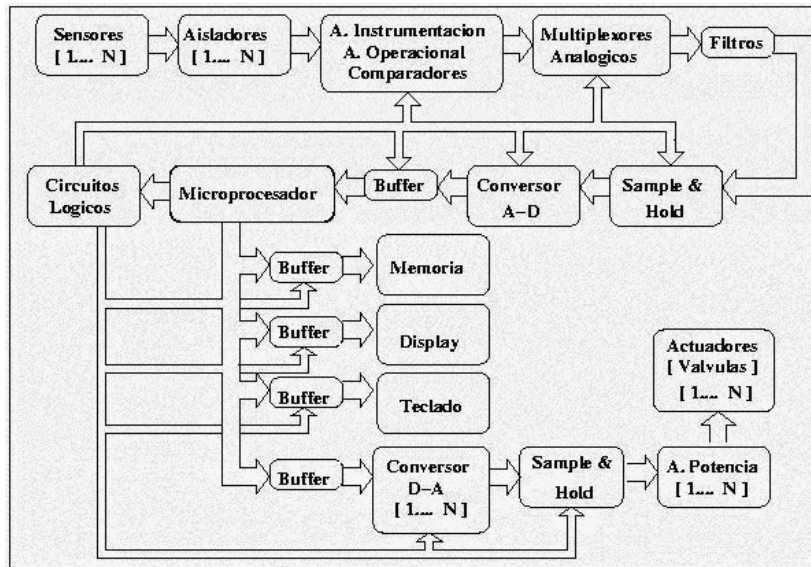 Sensores
[ 1.... N]
Aisladores
[ 1.... N]
A. Instrumentacion
A. Operacional
Comparadores
Multiplexores
Analogicos
Filtros
Circuitos
Logicos
Microprocesador
Buffer
Conversor
A-D
Sample &
Hold
Buffer
Memoria
Buffer
Display
Buffer
Teclado
Actuadores
[ Valvulas ]
[ 1.... N]
Buffer
Conversor
D-A
[ 1.... N]
Sample &
Hold
A. Potencia
[ 1.... N]